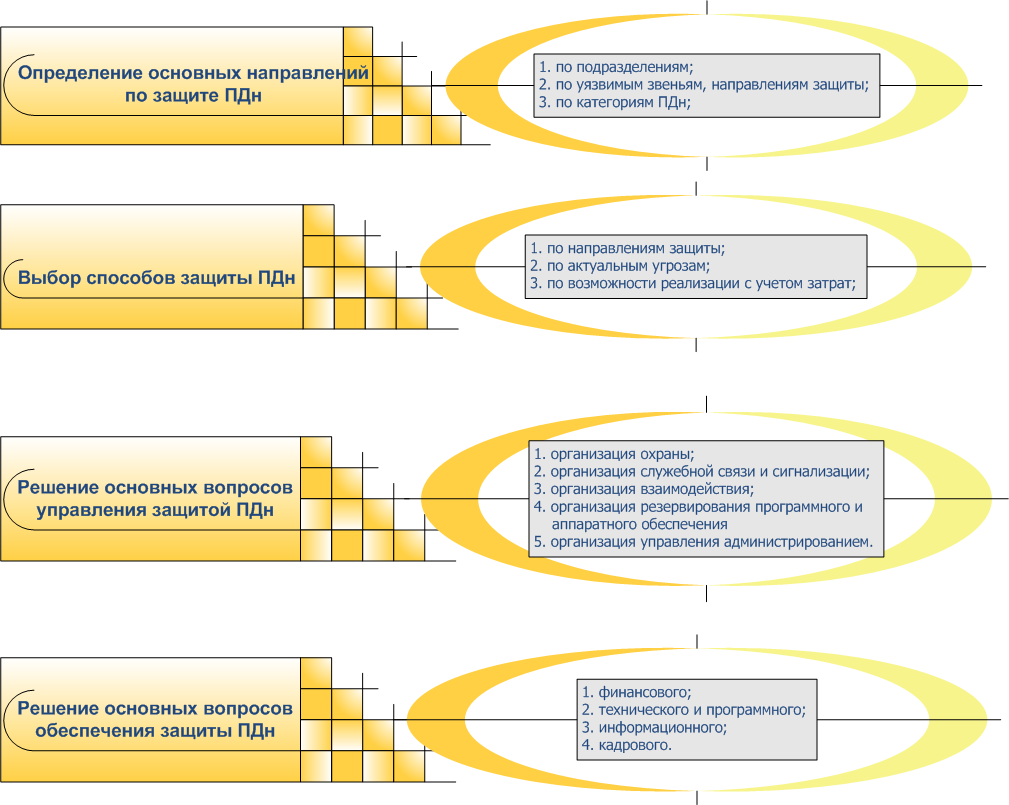 Определение основных направлений
по защите ПДн
1. по подразделениям;
2. по уязвимым звеньям, направлениям защиты;
3. по категориям ПДн;
Выбор способов защиты ПДн
1. по направлениям защиты;
2. по актуальным угрозам;
3. по возможности реализации с учетом затрат;
Решение основных вопросов
управления защитой ПДн
1. организация охраны;
2. организация служебной связи и сигнализации;
3. организация взаимодействия;
4. организация резервирования программного и
аппаратного обеспечения
5. организация управления администрированием.
Решение основных вопросов
обеспечения защиты ПДн
1. финансового;
2. технического и программного;
3. информационного;
4. кадрового.